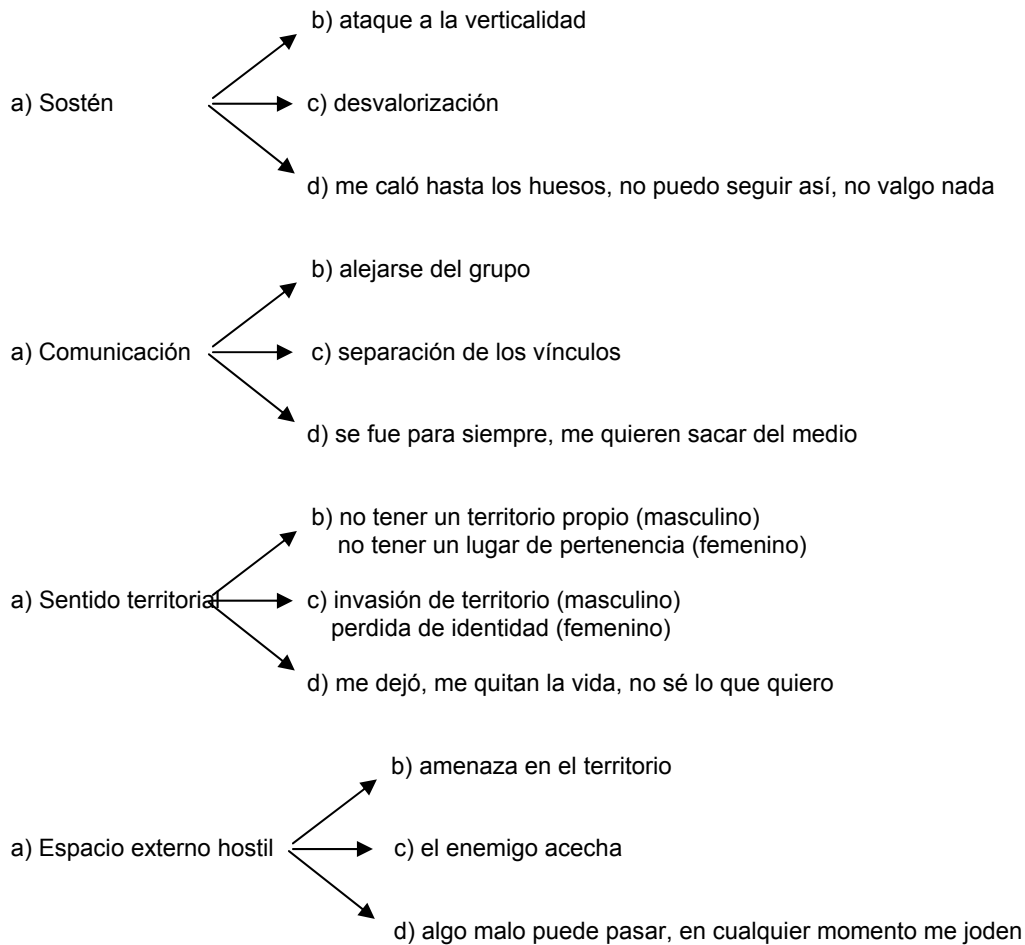 b) ataque a la verticalidad
a) Sostén
c) desvalorización
d) me caló hasta los huesos, no puedo seguir así, no valgo nada
b) alejarse del grupo
a) Comunicación
c) separación de los vínculos
d) se fue para siempre, me quieren sacar del medio
b) no tener un territorio propio (masculino)
no tener un lugar de pertenencia (femenino)
a) Sentido territorial
c) invasión de territorio (masculino)
perdida de identidad (femenino)
d) me dejó, me quitan la vida, no sé lo que quiero
b) amenaza en el territorio
a) Espacio externo hostil
c) el enemigo acecha
d) algo malo puede pasar, en cualquier momento me joden